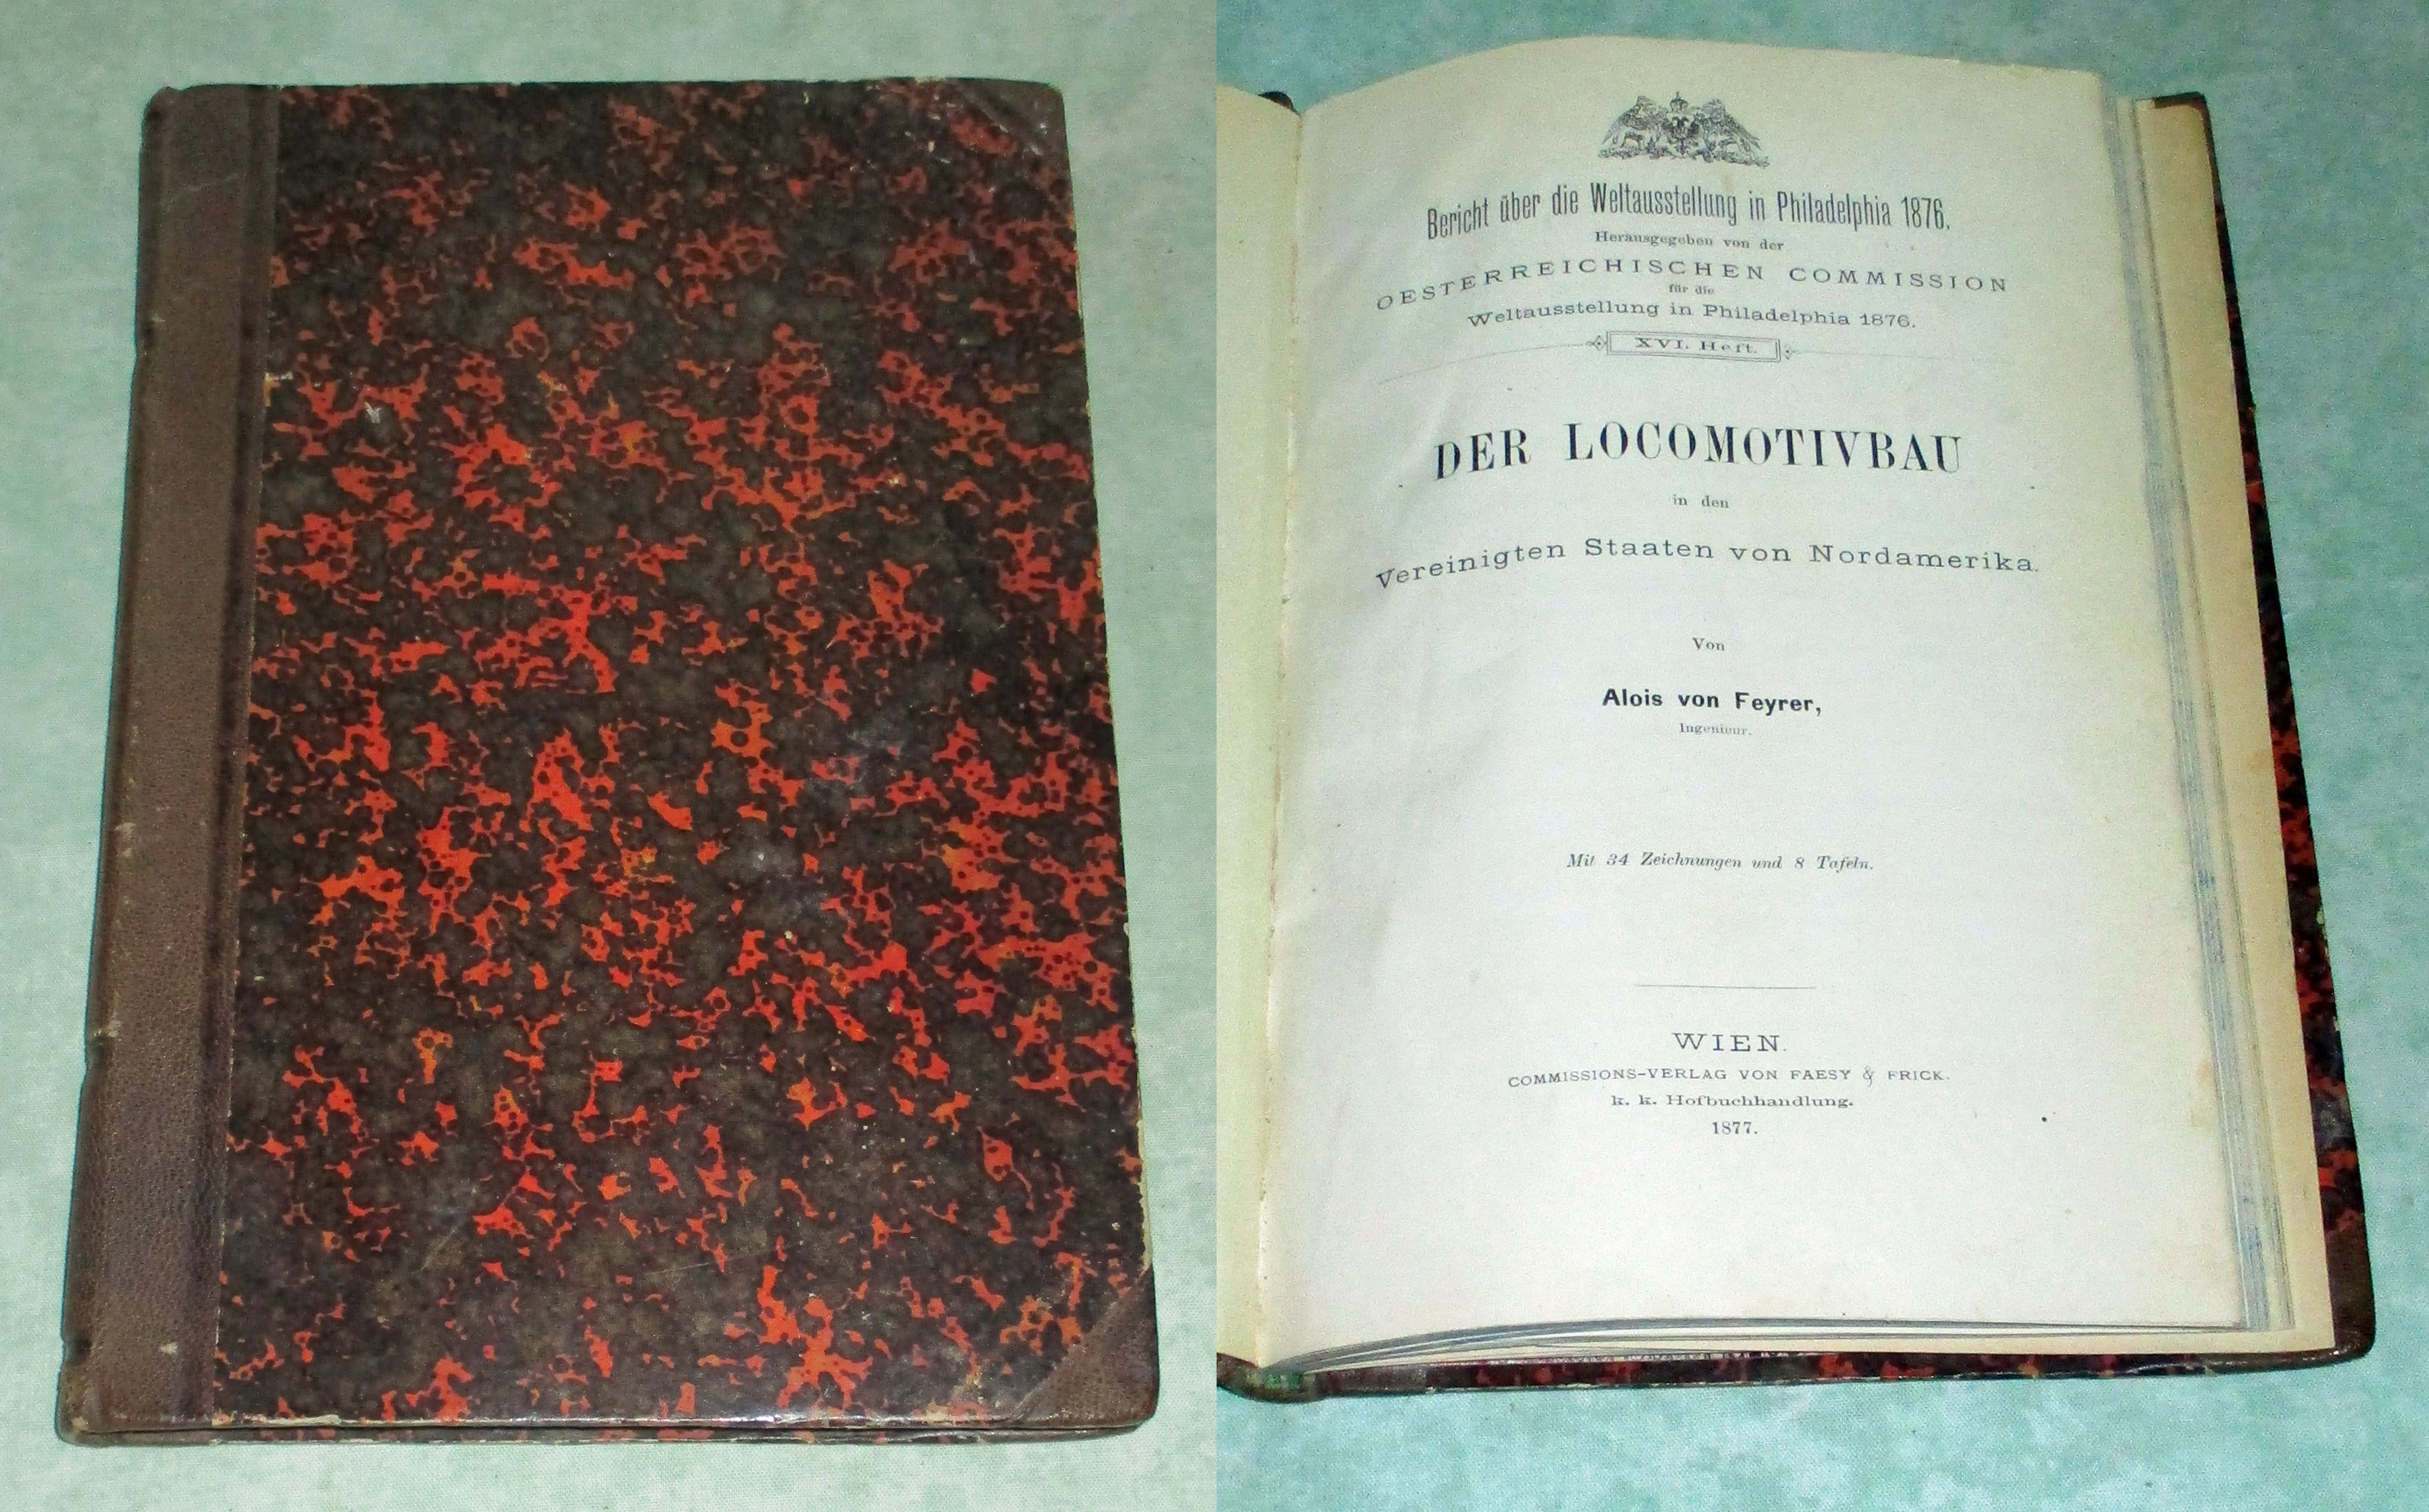 Bericht über die Weltausstellung in Philadelphia 1876.
Herausgegeben von der
OESTERREICHISCHEN COMMISSION
für die
Weltausstellung in Philadelphia 1876.
XVI. Heft.
DER LOCOMOTIVBAU
in den
Vereinigten Staaten von Nordamerika.
Von
Alois von Feyrer,
Ingenieur.
Mit 34 Zeichnungen und 8 Tafeln.
WIEN.
COMMISSIONS-VERLAG VON FAESY & FRICK.
k. k. Hofbuchhandlung.
1877.